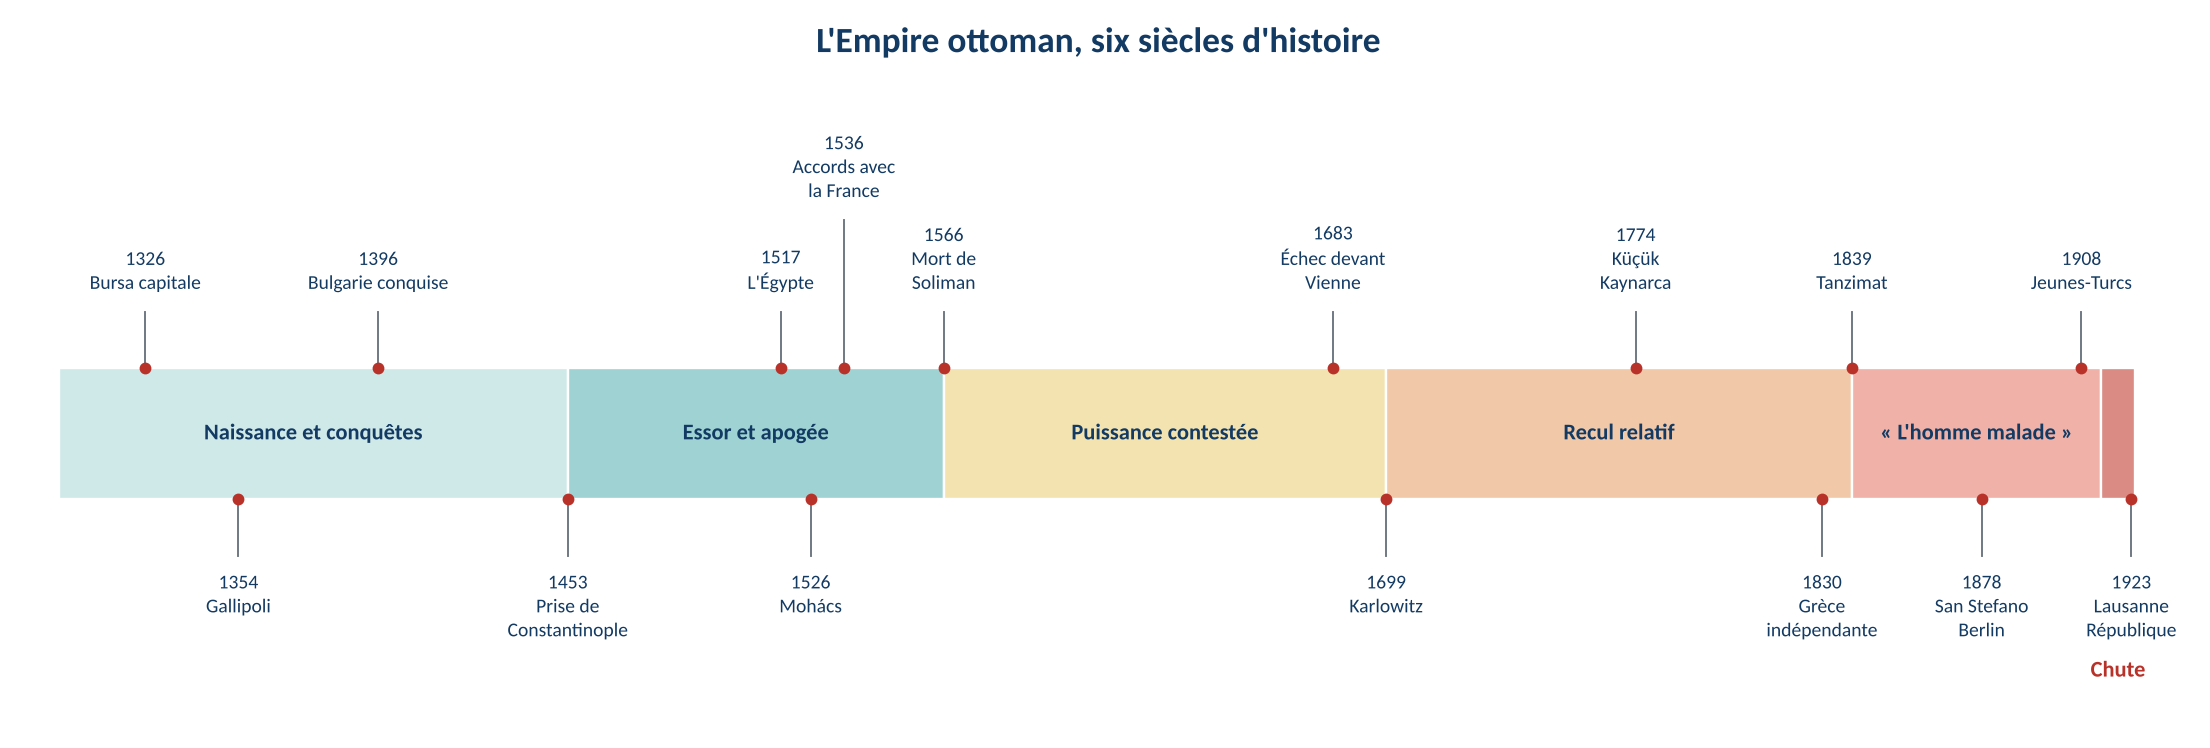 L'Empire ottoman, six siècles d'histoire
1536
Accords avec
la France
1326
Bursa capitale
1396
Bulgarie conquise
1517
L'Égypte
1566
Mort de
Soliman
1683
Échec devant
Vienne
1774
Küçük
Kaynarca
1839
Tanzimat
1908
Jeunes-Turcs
Naissance et conquêtes
Essor et apogée
Puissance contestée
Recul relatif
« L'homme malade »
1354
Gallipoli
1453
Prise de
Constantinople
1526
Mohács
1699
Karlowitz
1830
Grèce
indépendante
1878
San Stefano
Berlin
1923
Lausanne
République
Chute